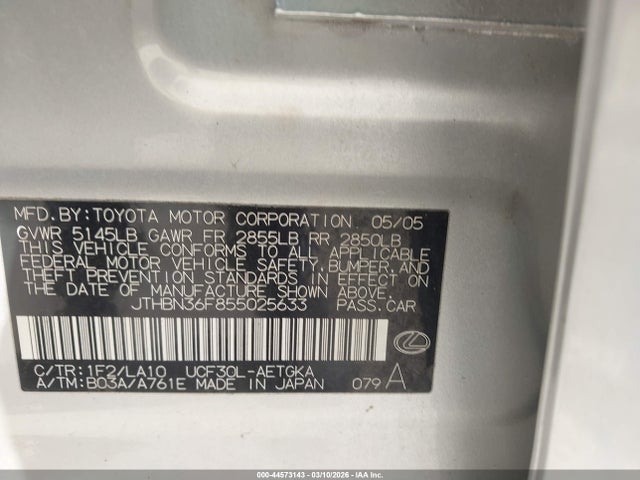 MFD.BY:TOYOTA MOTOR CORPORATION 05/05
GVWR 5145LB GAWR FR 2855LB RR 2850LB
THIS VEHICLE CONFORMS TO ALL APPLICABLE
FEDERAL MOTOR VEHICLE SAFETY, BUMPER, AND
THEFT PREVENTION STANDARDS IN EFFECT ON
THE DATE OF MANUFACTURE SHOWN ABOVE.
JTHBN36F855025633 PASS.CAR
C/TR:1F2/LA10 UCF30L-AETGKA
A/TM:B03A/A761E MADE IN JAPAN 079 A
000-44573143 - 03/10/2026 - IAA Inc.